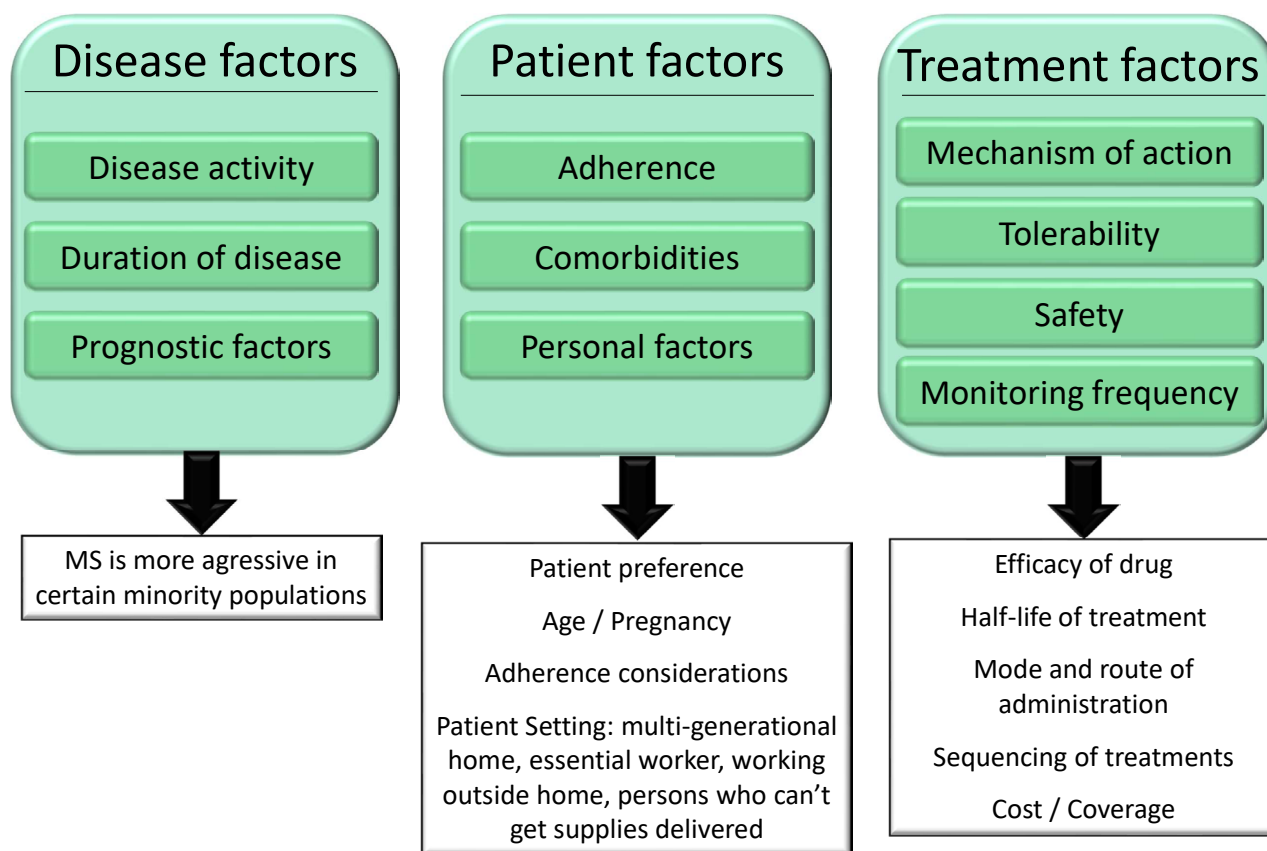 Disease factors
Disease activity
Duration of disease
Prognostic factors
MS is more agressive in
certain minority populations
Patient factors
Adherence
Comorbidities
Personal factors
Patient preference
Age / Pregnancy
Adherence considerations
Patient Setting: multi-generational
home, essential worker, working
outside home, persons who can’t
get supplies delivered
Treatment factors
Mechanism of action
Tolerability
Safety
Monitoring frequency
Efficacy of drug
Half-life of treatment
Mode and route of
administration
Sequencing of treatments
Cost / Coverage